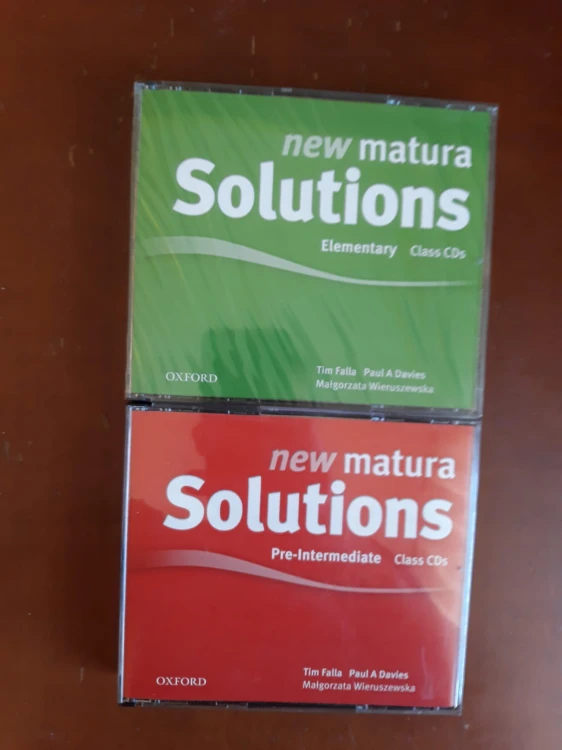 new matura
Solutions
Elementary Class CDs
Tim Falla Paul A Davies
Małgorzata Wieruszewska
OXFORD
new matura
Solutions
Pre-Intermediate Class CDs
Tim Falla Paul A Davies
Małgorzata Wieruszewska
OXFORD